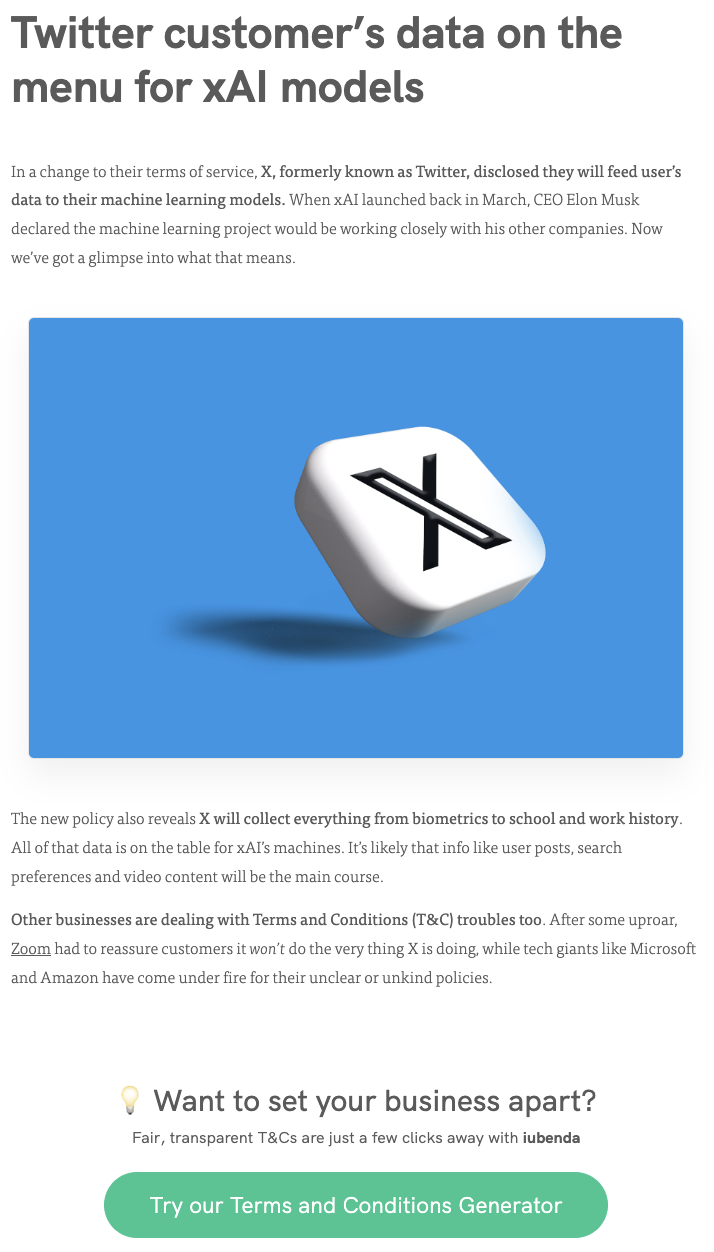 Twitter customer’s data on the
menu for xAI models
In a change to their terms of service, X, formerly known as Twitter, disclosed they will feed user’s
data to their machine learning models. When xAI launched back in March, CEO Elon Musk
declared the machine learning project would be working closely with his other companies. Now
we’ve got a glimpse into what that means.
X
The new policy also reveals X will collect everything from biometrics to school and work history.
All of that data is on the table for xAI’s machines. It’s likely that info like user posts, search
preferences and video content will be the main course.
Other businesses are dealing with Terms and Conditions (T&C) troubles too. After some uproar,
Zoom had to reassure customers it won’t do the very thing X is doing, while tech giants like Microsoft
and Amazon have come under fire for their unclear or unkind policies.
💡 Want to set your business apart?
Fair, transparent T&Cs are just a few clicks away with iubenda
Try our Terms and Conditions Generator